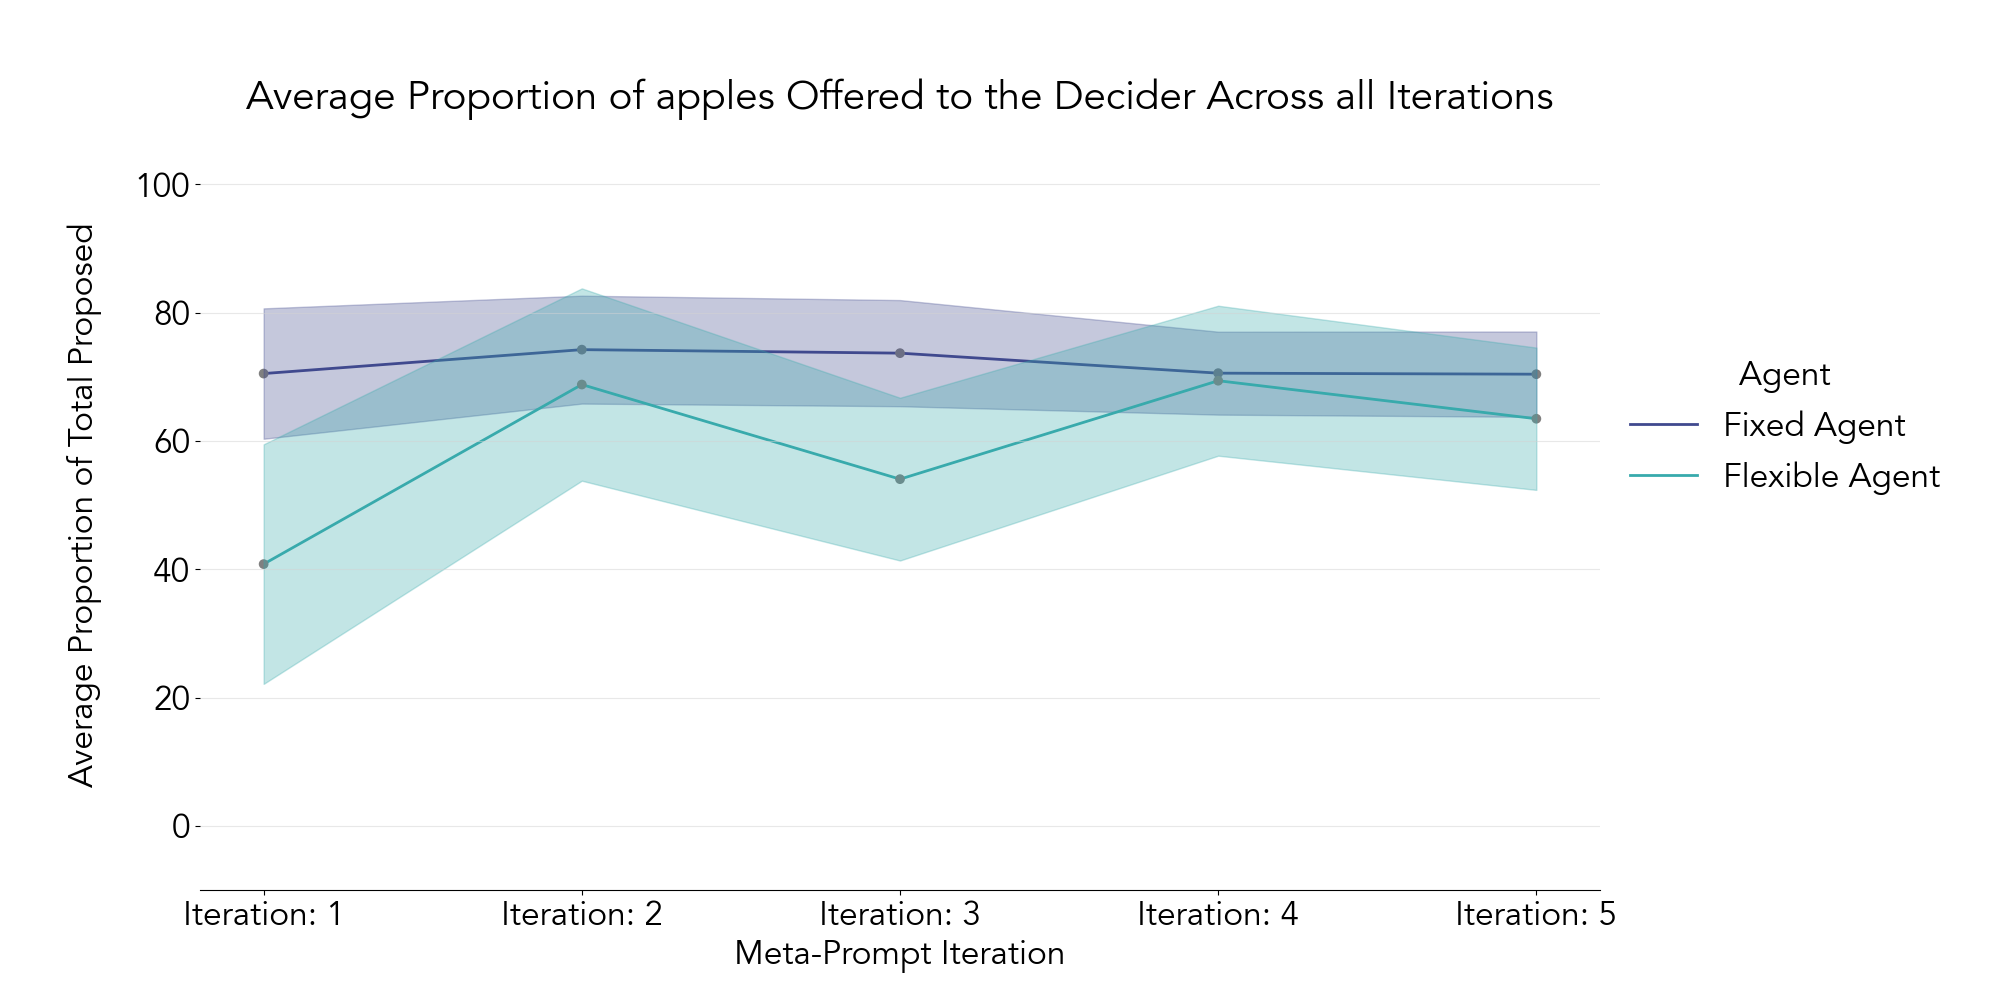 Average Proportion of apples Offered to the Decider Across all Iterations
Average Proportion of Total Proposed
100
80
60
40
20
0
Iteration: 1
Iteration: 2
Iteration: 3
Iteration: 4
Iteration: 5
Meta-Prompt Iteration
Agent
Fixed Agent
Flexible Agent